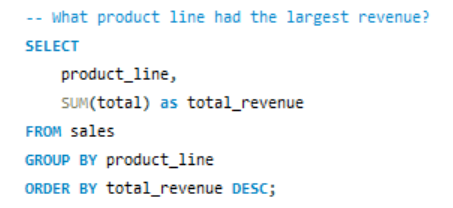 -- What product line had the largest revenue?
SELECT
    product_line,
    SUM(total) as total_revenue
FROM sales
GROUP BY product_line
ORDER BY total_revenue DESC;